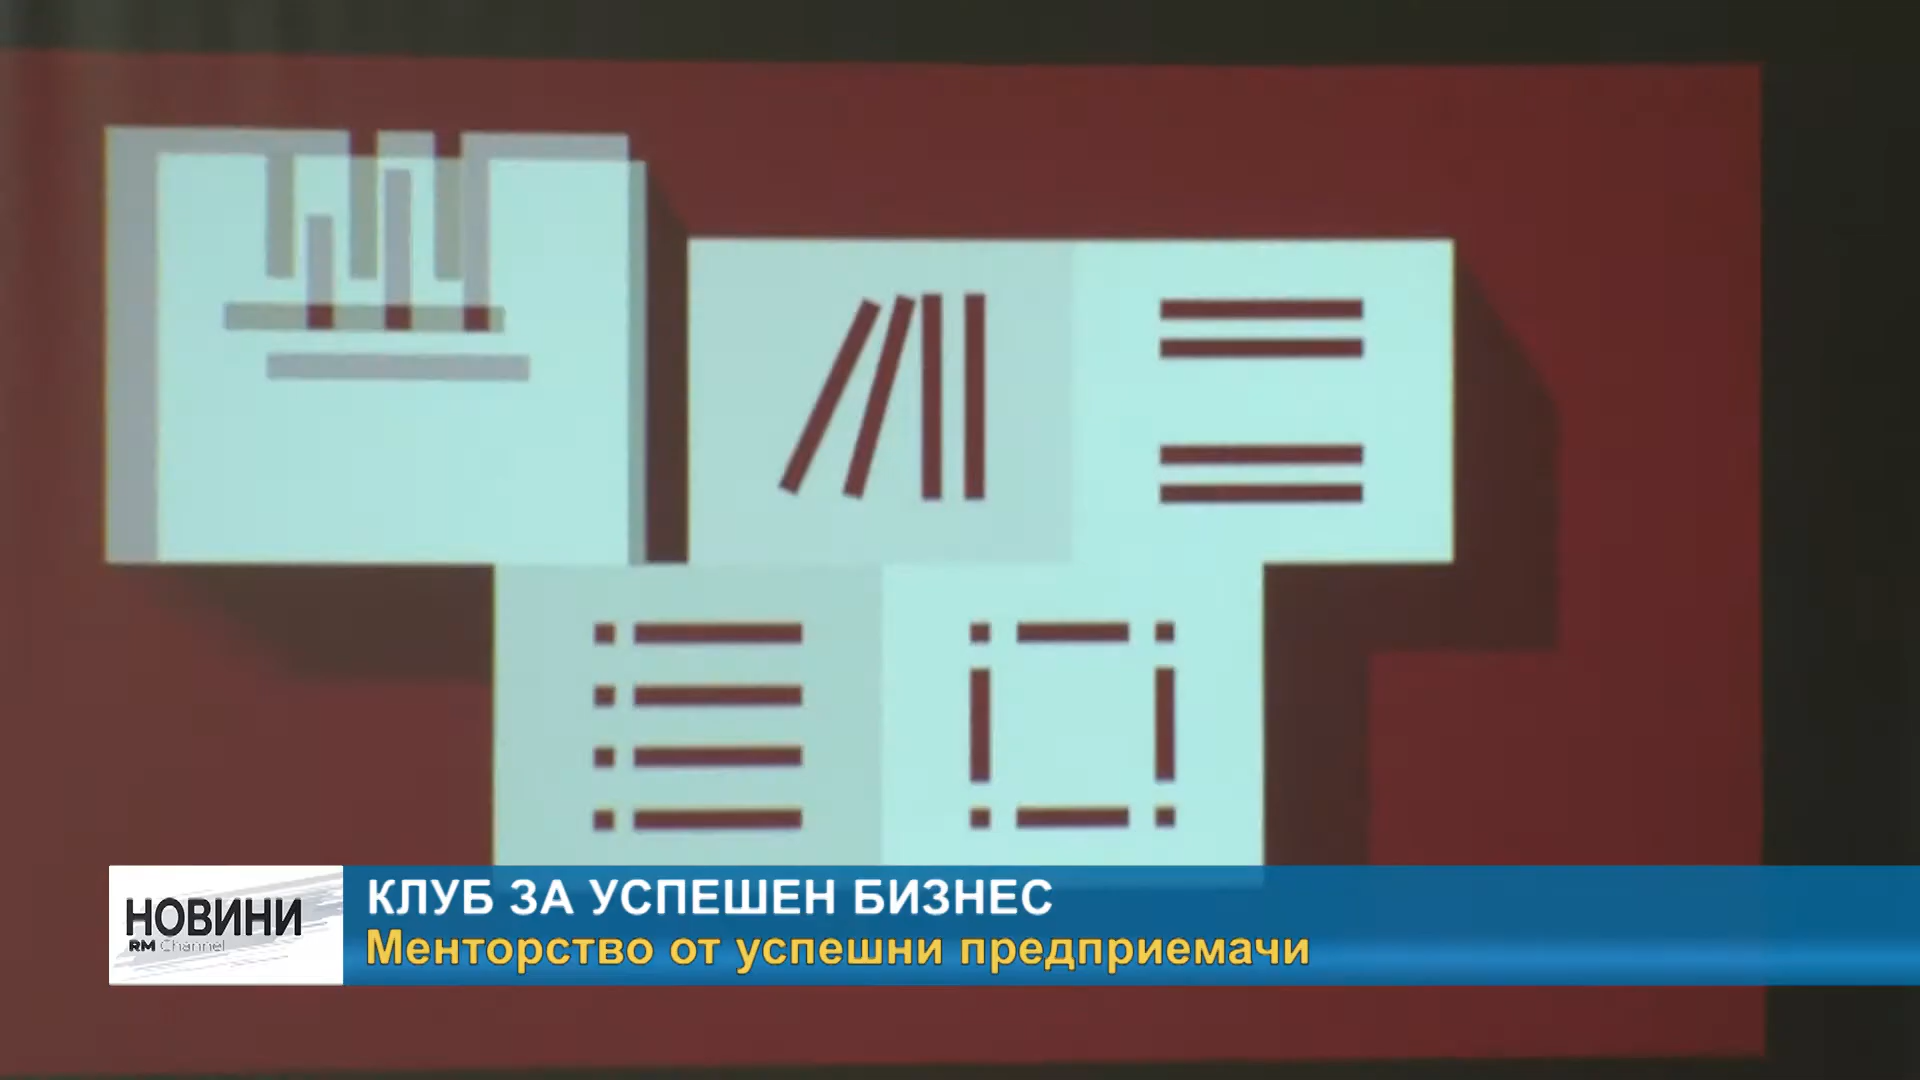 КЛУБ ЗА УСПЕШЕН БИЗНЕС
НОВИНИ
RM Channel
Менторство от успешни предприемачи